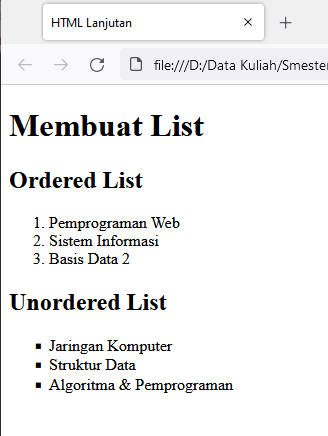 HTML Lanjutan
file:///D:/Data Kuliah/Smester
Membuat List
Ordered List
1. Pemprograman Web
2. Sistem Informasi
3. Basis Data 2
Unordered List
▪ Jaringan Komputer
▪ Struktur Data
▪ Algoritma & Pemprograman